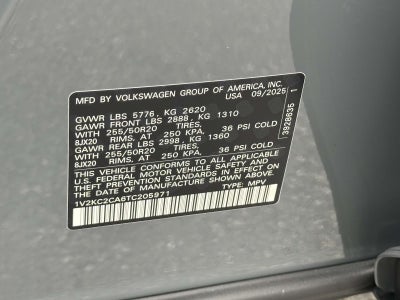 MFD BY VOLKSWAGEN GROUP OF AMERICA, INC.
USA 09/2025
GVWR LBS 5776, KG 2620
GAWR FRONT LBS 2888, KG 1310
WITH 255/50R20 TIRES,
8JX20 RIMS, AT 250 KPA, 36 PSI COLD
GAWR REAR LBS 2998, KG 1360
WITH 255/50R20 TIRES,
8JX20 RIMS, AT 250 KPA, 36 PSI COLD
THIS VEHICLE CONFORMS TO ALL APPLICABLE
U.S. FEDERAL MOTOR VEHICLE SAFETY AND
THEFT PREVENTION STANDARDS IN EFFECT ON
THE DATE OF MANUFACTURE SHOWN ABOVE.
1V2KC2CA6TC205971 TYPE: MPV
3928635 1